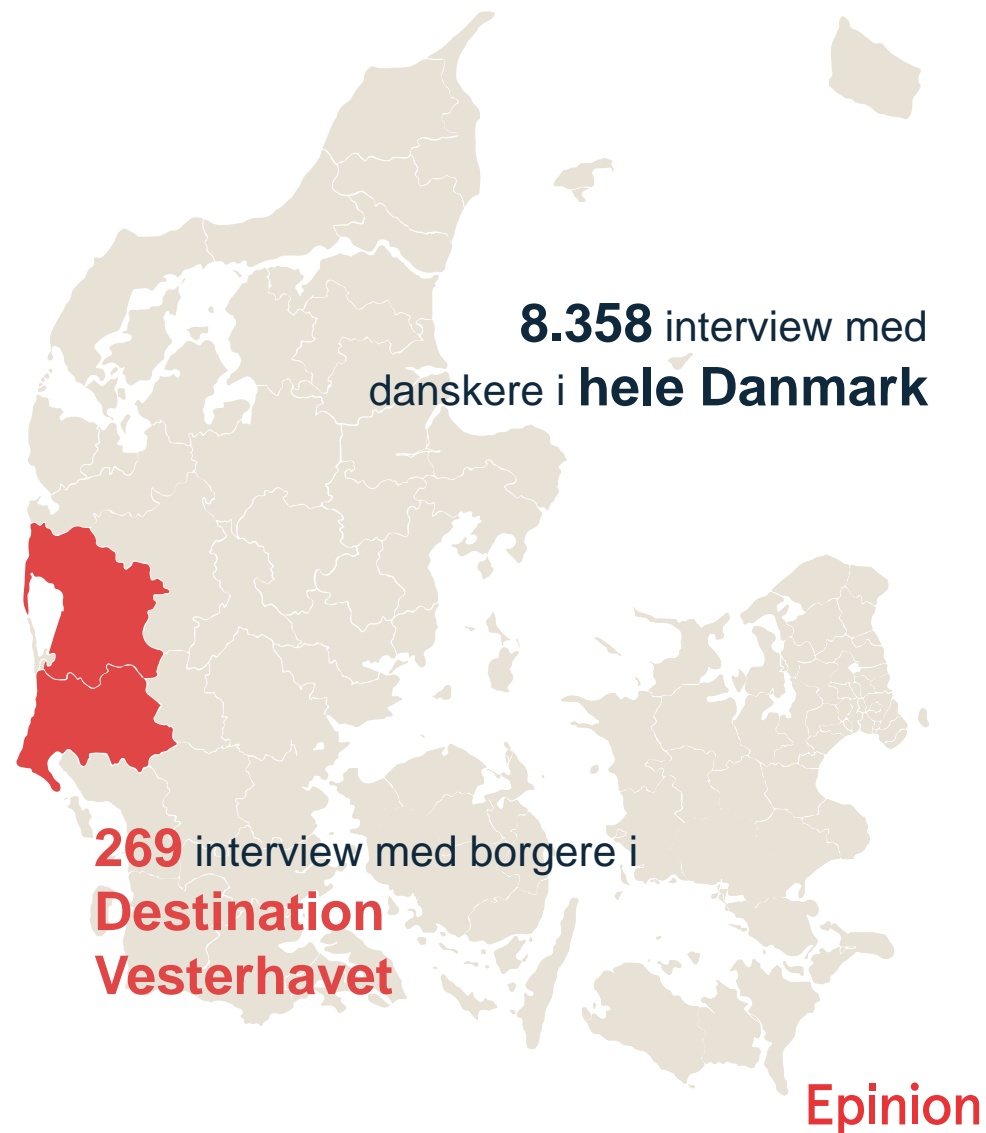 8.358 interview med
danskere i hele Danmark
269 interview med borgere i
Destination
Vesterhavet
Epinion